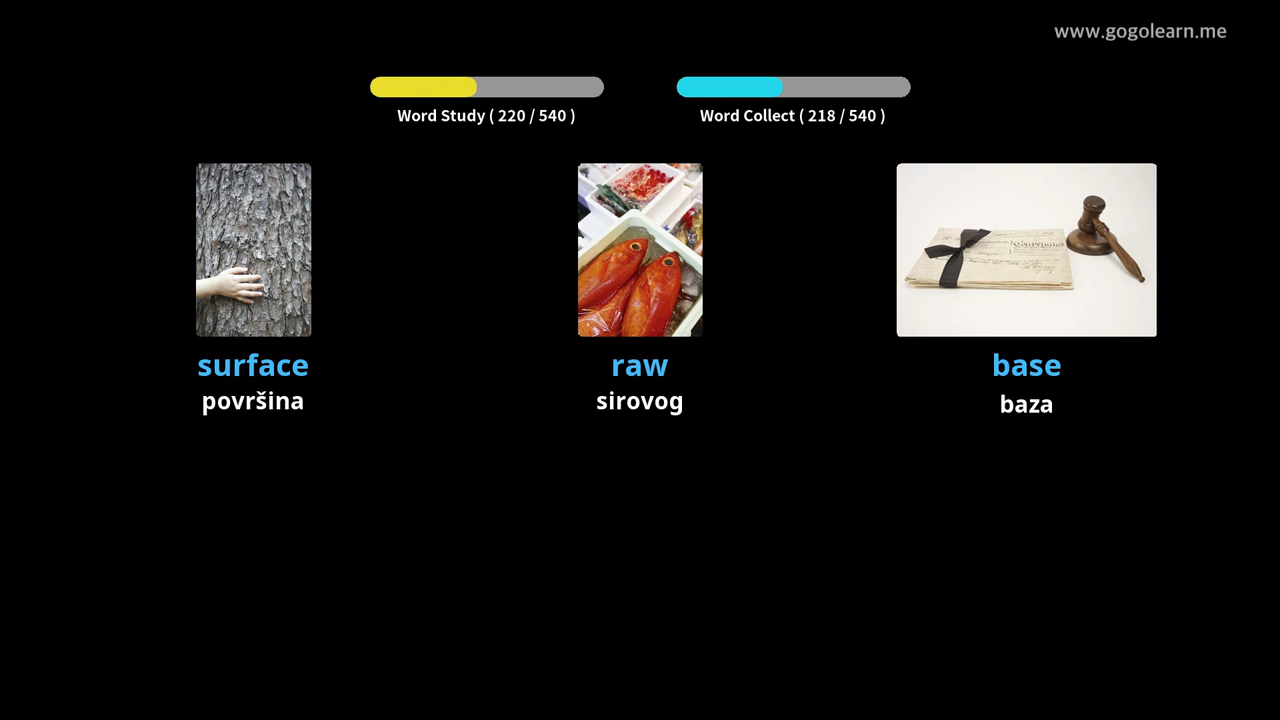 www.gogolearn.me
Word Study ( 220 / 540 )
Word Collect ( 218 / 540 )
surface
površina
raw
sirovog
base
baza